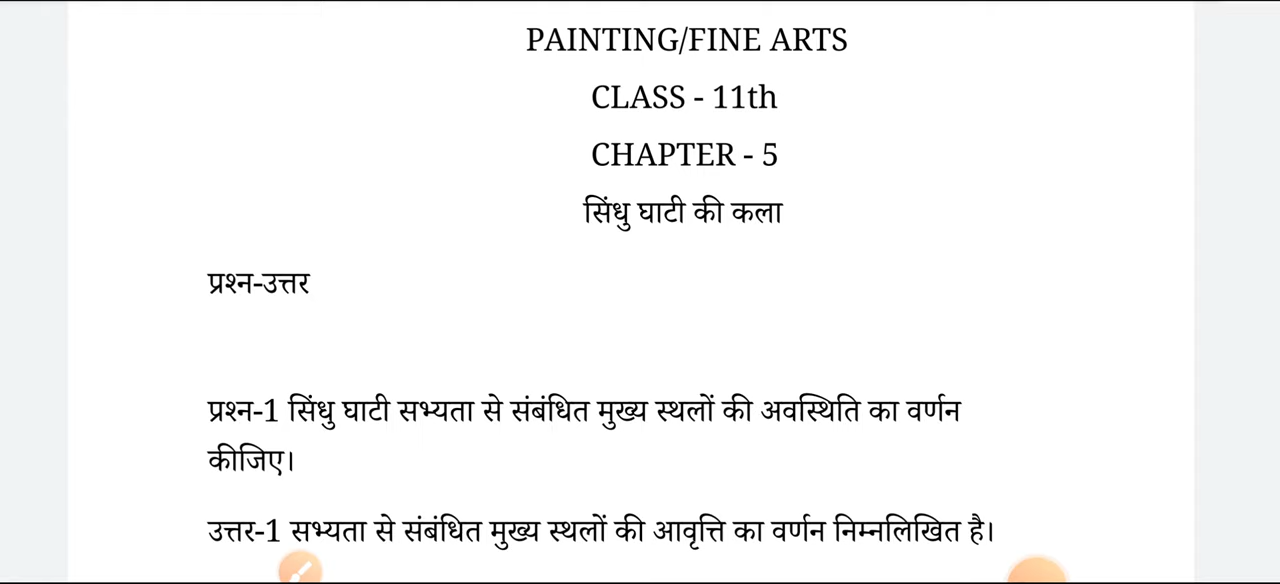 PAINTING/FINE ARTS
CLASS - 11th
CHAPTER - 5
सिंधु घाटी की कला
प्रश्न-उत्तर
प्रश्न-1 सिंधु घाटी सभ्यता से संबंधित मुख्य स्थलों की अवस्थिति का वर्णन
कीजिए।
उत्तर-1 सभ्यता से संबंधित मुख्य स्थलों की आवृत्ति का वर्णन निम्नलिखित है।